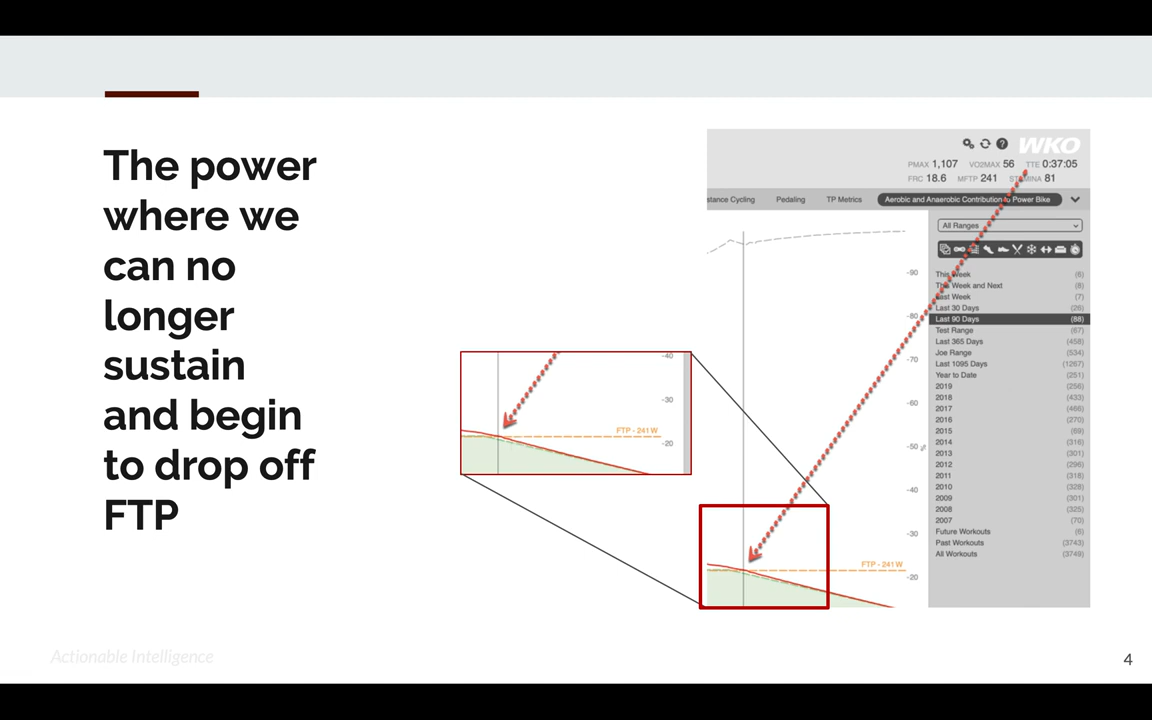 The power
where we
can no
longer
sustain
and begin
to drop off
FTP
WKO
PMAX 1,107 VO2MAX 56 TTE 0:37:05
FRC 18.6 MFTP 241 STAMINA 81
stance Cycling Pedaling TP Metrics Aerobic and Anaerobic Contribution to Power Bike
All Ranges
This Week (6)
This Week and Next (8)
Last Week (7)
Last 30 Days (26)
Last 90 Days (88)
Test Range (67)
Last 365 Days (458)
Joe Range (534)
Last 1095 Days (1267)
Year to Date (251)
2019 (256)
2018 (433)
2017 (466)
2016 (270)
2015 (69)
2014 (316)
2013 (301)
2012 (296)
2011 (318)
2010 (328)
2009 (301)
2008 (325)
2007 (70)
Future Workouts (6)
Past Workouts (3743)
All Workouts (3749)
-90
-80
-70
-60
-50 %
-40
-30
FTP - 241 W
-20
-40
-30
FTP - 241 W
-20
Actionable Intelligence
4